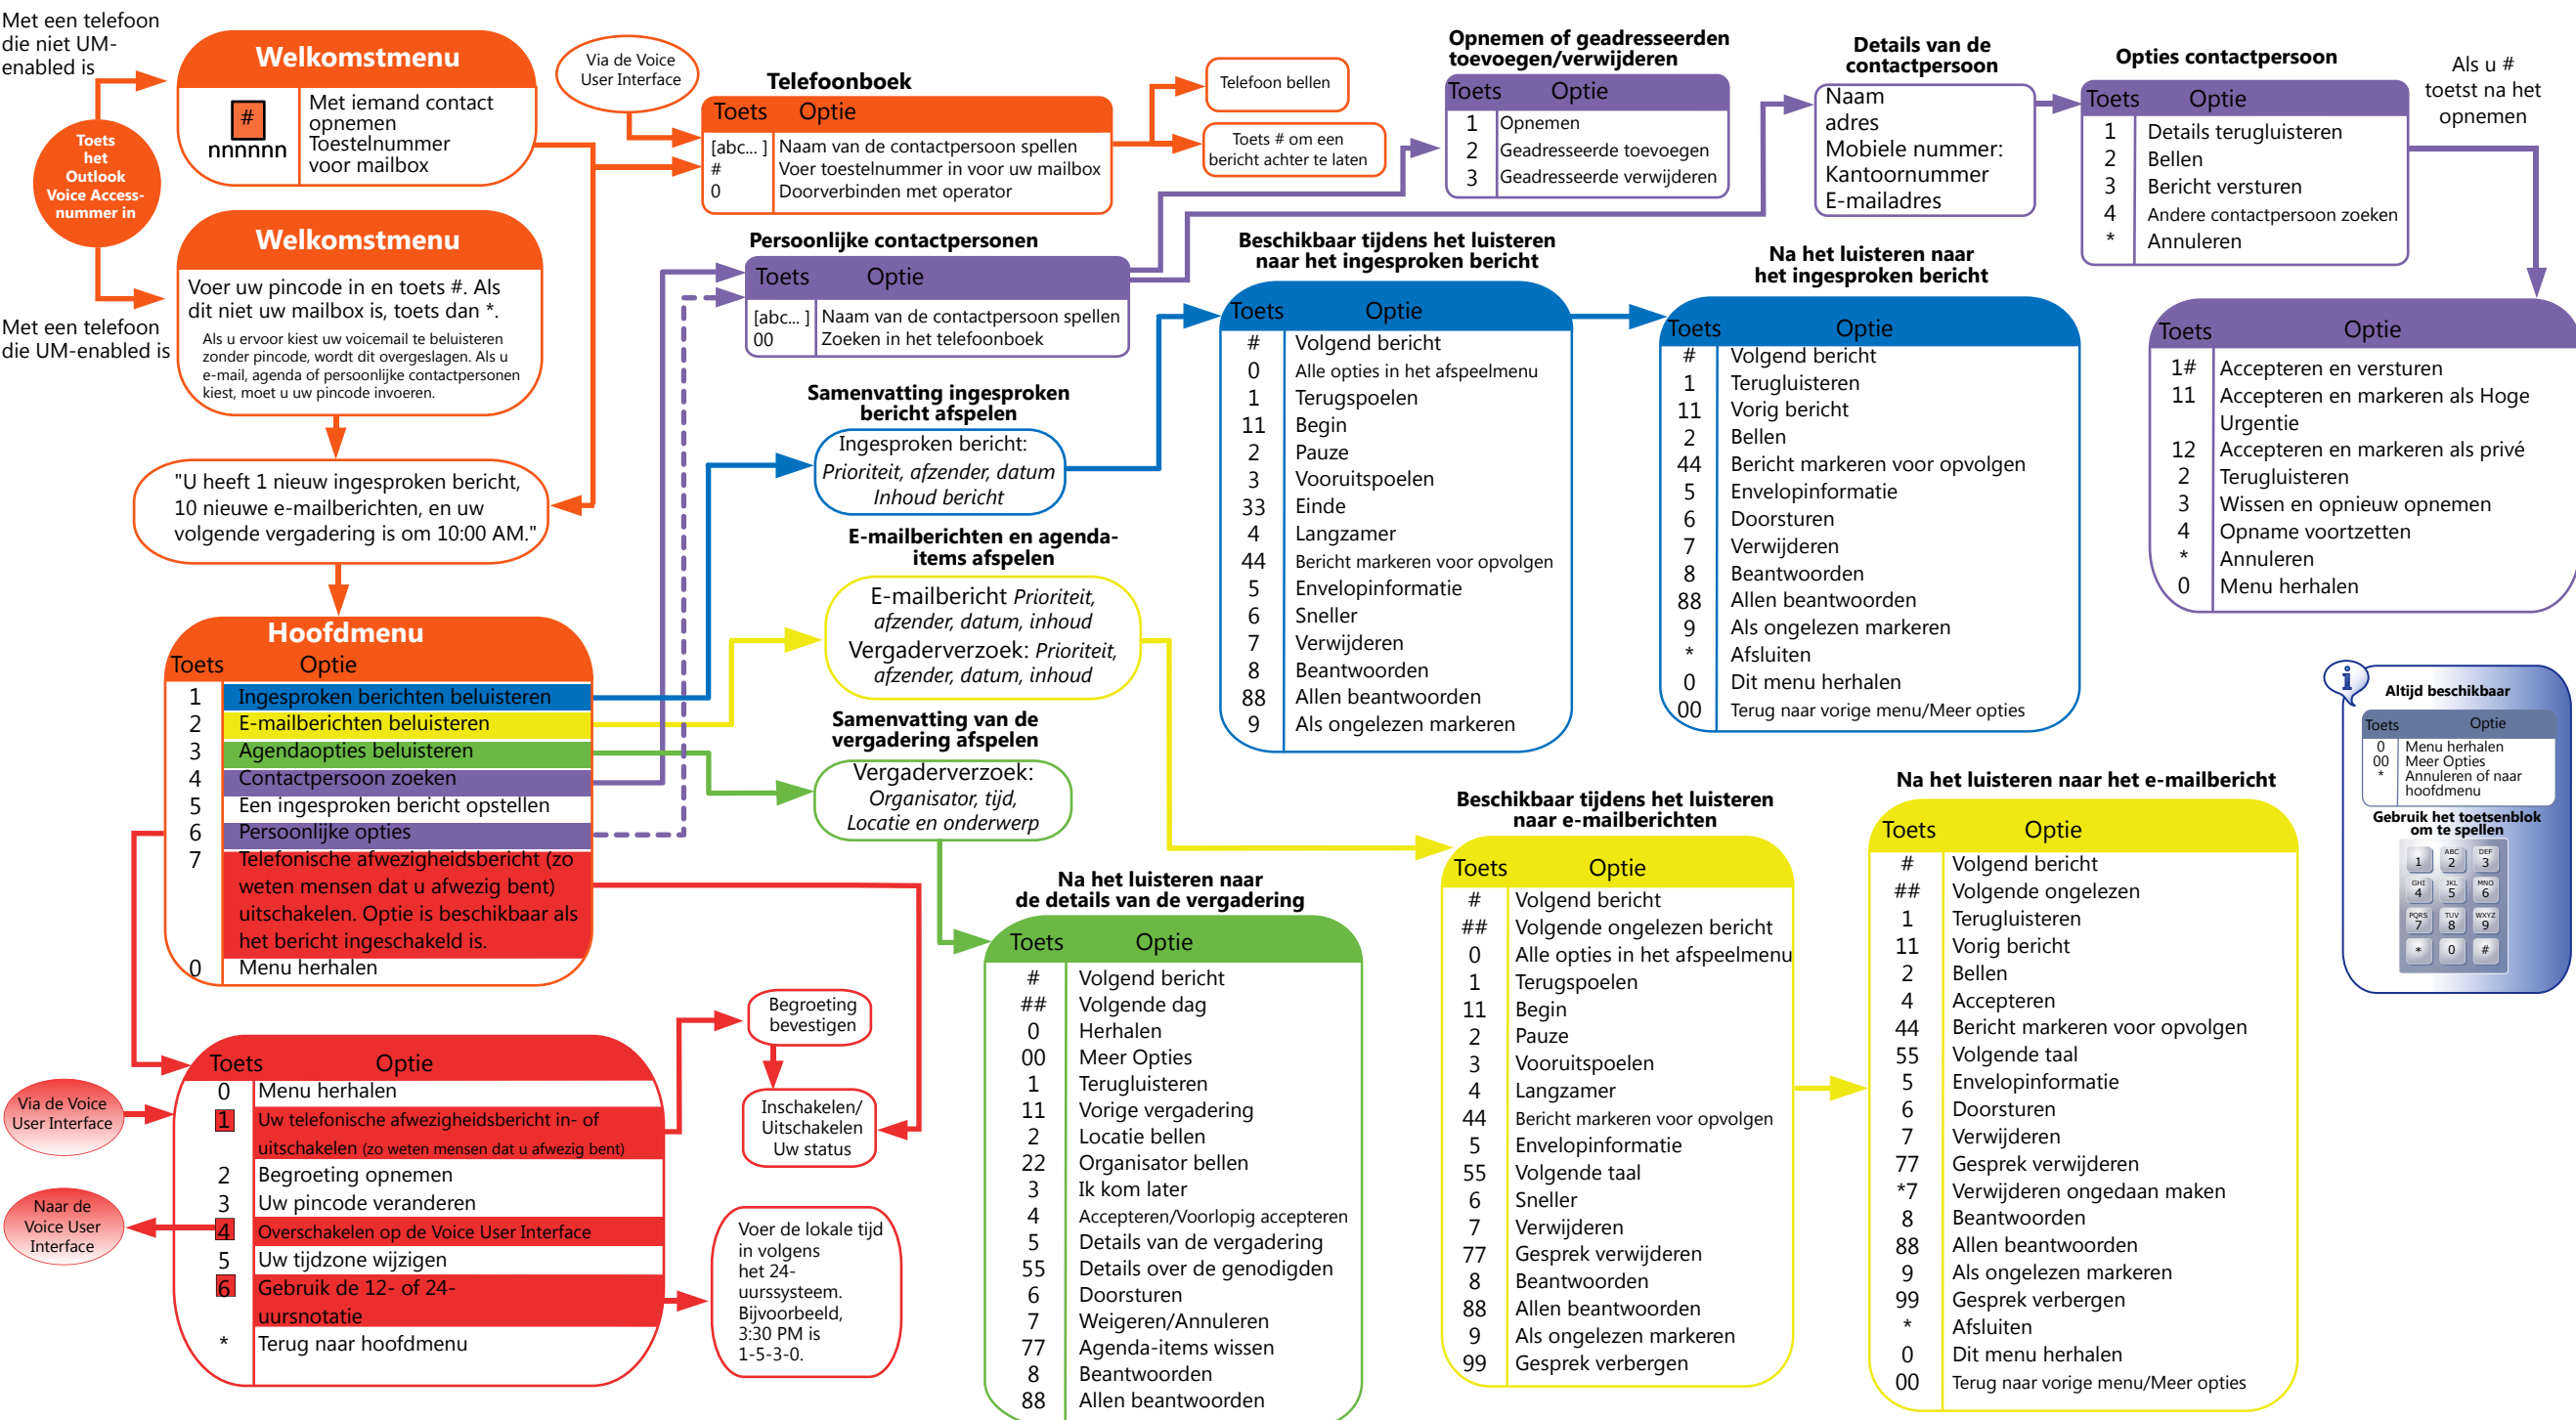 Met een telefoon
die niet UM-
enabled is
Toets
het
Outlook
Voice Access-
nummer in
Met een telefoon
die UM-enabled is
Welkomstmenu
#
nnnnnn
Met iemand contact
opnemen
Toestelnummer
voor mailbox
Welkomstmenu
Voer uw pincode in en toets #. Als
dit niet uw mailbox is, toets dan *.
Als u ervoor kiest uw voicemail te beluisteren
zonder pincode, wordt dit overgeslagen. Als u
e-mail, agenda of persoonlijke contactpersonen
kiest, moet u uw pincode invoeren.
"U heeft 1 nieuw ingesproken bericht,
10 nieuwe e-mailberichten, en uw
volgende vergadering is om 10:00 AM."
Hoofdmenu
Toets Optie
1 Ingesproken berichten beluisteren
2 E-mailberichten beluisteren
3 Agendaopties beluisteren
4 Contactpersoon zoeken
5 Een ingesproken bericht opstellen
6 Persoonlijke opties
7 Telefonische afwezigheidsbericht (zo
weten mensen dat u afwezig bent)
uitschakelen. Optie is beschikbaar als
het bericht ingeschakeld is.
0 Menu herhalen
Via de Voice
User Interface
Naar de
Voice User
Interface
Toets Optie
0 Menu herhalen
1 Uw telefonische afwezigheidsbericht in- of
uitschakelen (zo weten mensen dat u afwezig bent)
2 Begroeting opnemen
3 Uw pincode veranderen
4 Overschakelen op de Voice User Interface
5 Uw tijdzone wijzigen
6 Gebruik de 12- of 24-
uursnotatie
* Terug naar hoofdmenu
Begroeting
bevestigen
Inschakelen/
Uitschakelen
Uw status
Voer de lokale tijd
in volgens
het 24-
uurssysteem.
Bijvoorbeeld,
3:30 PM is
1-5-3-0.
Via de Voice
User Interface
Telefoonboek
Toets Optie
[abc... ] Naam van de contactpersoon spellen
# Voer toestelnummer in voor uw mailbox
0 Doorverbinden met operator
Telefoon bellen
Toets # om een
bericht achter te laten
Persoonlijke contactpersonen
Toets Optie
[abc... ] Naam van de contactpersoon spellen
00 Zoeken in het telefoonboek
Samenvatting ingesproken
bericht afspelen
Ingesproken bericht:
Prioriteit, afzender, datum
Inhoud bericht
E-mailberichten en agenda-
items afspelen
E-mailbericht Prioriteit,
afzender, datum, inhoud
Vergaderverzoek: Prioriteit,
afzender, datum, inhoud
Samenvatting van de
vergadering afspelen
Vergaderverzoek:
Organisator, tijd,
Locatie en onderwerp
Na het luisteren naar
de details van de vergadering
Toets Optie
# Volgend bericht
## Volgende dag
0 Herhalen
00 Meer Opties
1 Terugluisteren
11 Vorige vergadering
2 Locatie bellen
22 Organisator bellen
3 Ik kom later
4 Accepteren/Voorlopig accepteren
5 Details van de vergadering
55 Details over de genodigden
6 Doorsturen
7 Weigeren/Annuleren
77 Agenda-items wissen
8 Beantwoorden
88 Allen beantwoorden
Opnemen of geadresseerden
toevoegen/verwijderen
Toets Optie
1 Opnemen
2 Geadresseerde toevoegen
3 Geadresseerde verwijderen
Details van de
contactpersoon
Naam
adres
Mobiele nummer:
Kantoornummer
E-mailadres
Opties contactpersoon
Toets Optie
1 Details terugluisteren
2 Bellen
3 Bericht versturen
4 Andere contactpersoon zoeken
* Annuleren
Als u #
toetst na het
opnemen
Toets Optie
1# Accepteren en versturen
11 Accepteren en markeren als Hoge
Urgentie
12 Accepteren en markeren als privé
2 Terugluisteren
3 Wissen en opnieuw opnemen
4 Opname voortzetten
* Annuleren
0 Menu herhalen
Beschikbaar tijdens het luisteren
naar het ingesproken bericht
Toets Optie
# Volgend bericht
0 Alle opties in het afspeelmenu
1 Terugspoelen
11 Begin
2 Pauze
3 Vooruitspoelen
33 Einde
4 Langzamer
44 Bericht markeren voor opvolgen
5 Envelopinformatie
6 Sneller
7 Verwijderen
8 Beantwoorden
88 Allen beantwoorden
9 Als ongelezen markeren
Na het luisteren naar
het ingesproken bericht
Toets Optie
# Volgend bericht
1 Terugluisteren
11 Vorig bericht
2 Bellen
44 Bericht markeren voor opvolgen
5 Envelopinformatie
6 Doorsturen
7 Verwijderen
8 Beantwoorden
88 Allen beantwoorden
9 Als ongelezen markeren
* Afsluiten
0 Dit menu herhalen
00 Terug naar vorige menu/Meer opties
Beschikbaar tijdens het luisteren
naar e-mailberichten
Toets Optie
# Volgend bericht
## Volgende ongelezen bericht
0 Alle opties in het afspeelmenu
1 Terugspoelen
11 Begin
2 Pauze
3 Vooruitspoelen
4 Langzamer
44 Bericht markeren voor opvolgen
5 Envelopinformatie
55 Volgende taal
6 Sneller
7 Verwijderen
77 Gesprek verwijderen
8 Beantwoorden
88 Allen beantwoorden
9 Als ongelezen markeren
99 Gesprek verbergen
Na het luisteren naar het e-mailbericht
Toets Optie
# Volgend bericht
## Volgende ongelezen
1 Terugluisteren
11 Vorig bericht
2 Bellen
4 Accepteren
44 Bericht markeren voor opvolgen
55 Volgende taal
5 Envelopinformatie
6 Doorsturen
7 Verwijderen
77 Gesprek verwijderen
*7 Verwijderen ongedaan maken
8 Beantwoorden
88 Allen beantwoorden
9 Als ongelezen markeren
99 Gesprek verbergen
* Afsluiten
0 Dit menu herhalen
00 Terug naar vorige menu/Meer opties
i
Altijd beschikbaar
Toets Optie
0 Menu herhalen
00 Meer Opties
* Annuleren of naar
hoofdmenu
Gebruik het toetsenblok
om te spellen
1 ABC 2 DEF 3
GHI 4 JKL 5 MNO 6
PQRS 7 TUV 8 WXYZ 9
* 0 #